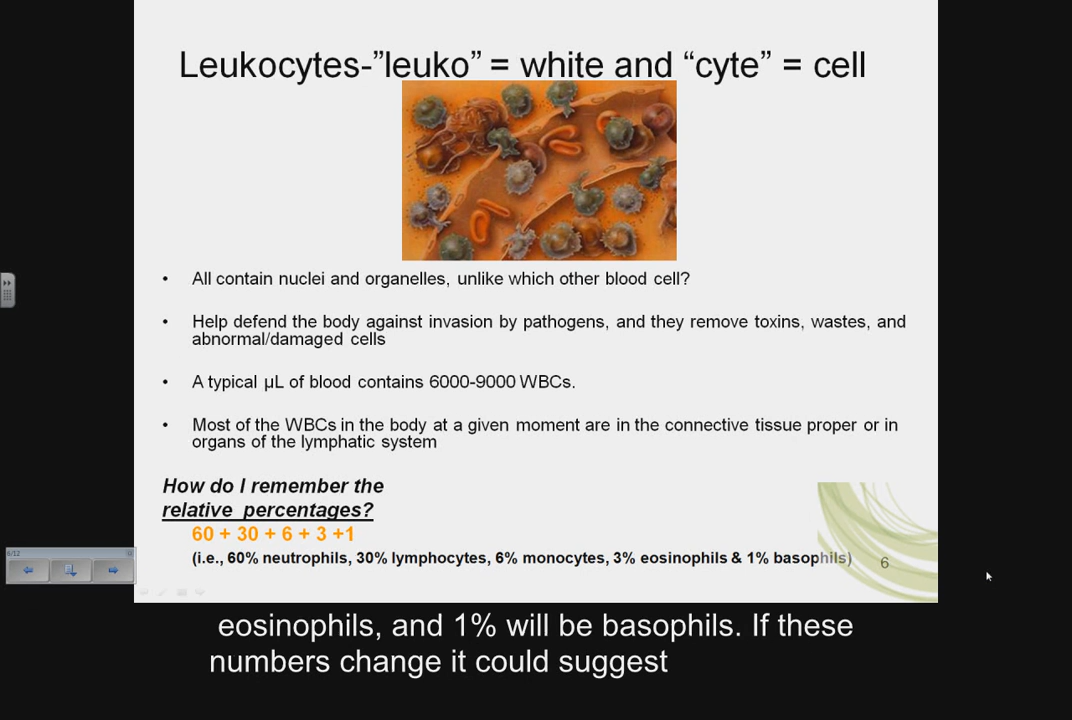 Leukocytes-”leuko” = white and “cyte” = cell
• All contain nuclei and organelles, unlike which other blood cell?
• Help defend the body against invasion by pathogens, and they remove toxins, wastes, and
abnormal/damaged cells
• A typical µL of blood contains 6000-9000 WBCs.
• Most of the WBCs in the body at a given moment are in the connective tissue proper or in
organs of the lymphatic system
How do I remember the
relative percentages?
60 + 30 + 6 + 3 +1
(i.e., 60% neutrophils, 30% lymphocytes, 6% monocytes, 3% eosinophils & 1% basophils)
6
6/12
eosinophils, and 1% will be basophils. If these
numbers change it could suggest